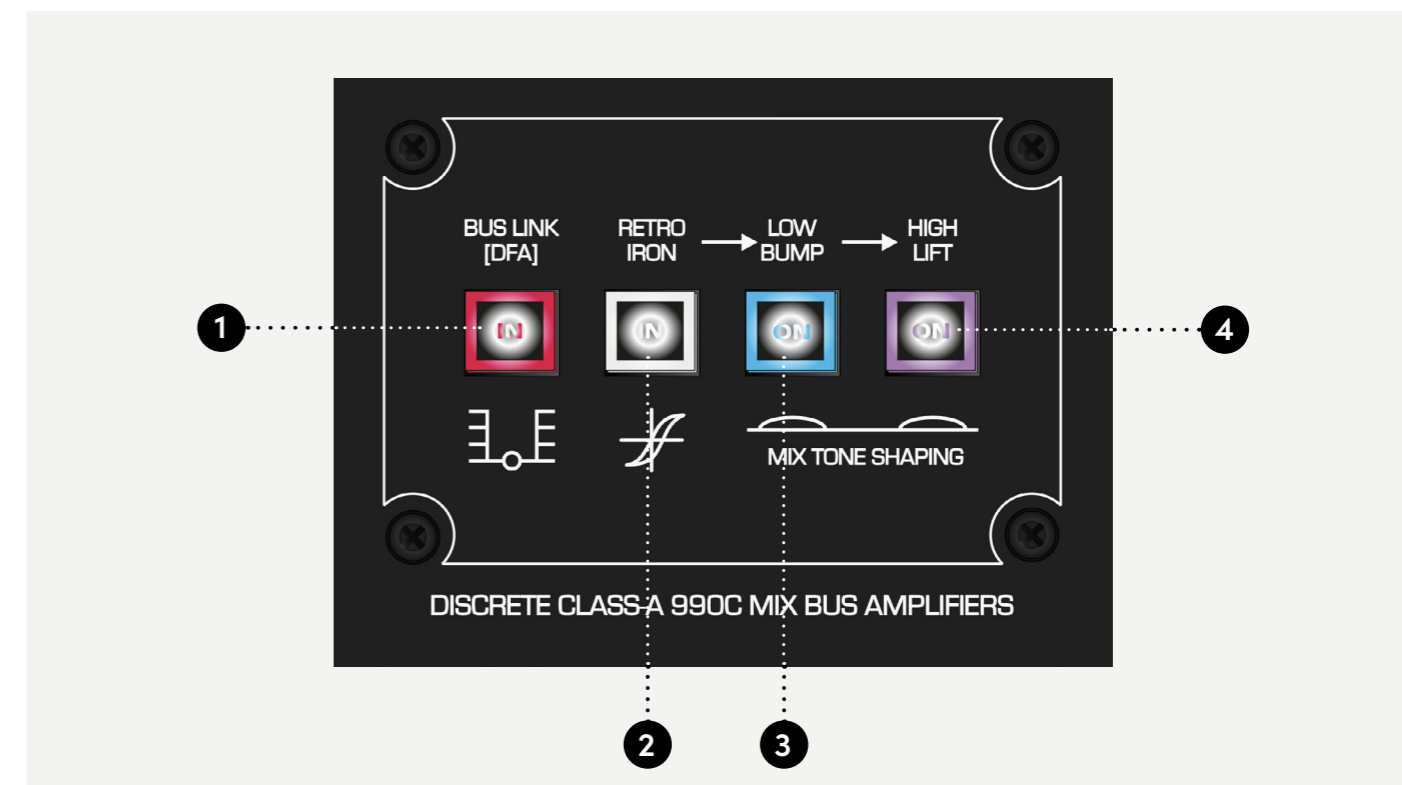 BUS LINK
[DFA]
RETRO
IRON
LOW
BUMP
HIGH
LIFT
1
IN
IN
ON
ON
4
MIX TONE SHAPING
DISCRETE CLASS-A 990C MIX BUS AMPLIFIERS
2
3